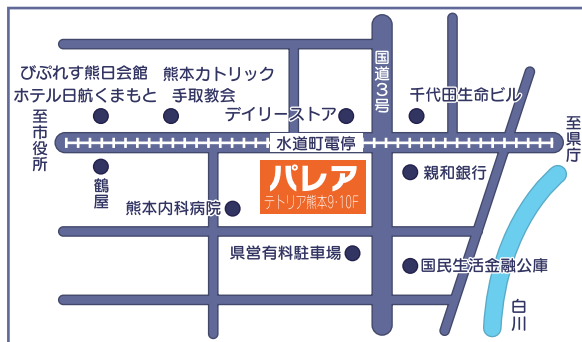 びぷれす熊日会館
ホテル日航くまもと
熊本カトリック
手取教会
デイリーストア
国道3号
千代田生命ビル
至市役所
水道町電停
至県庁
鶴屋
パレア
テトリア熊本9・10F
親和銀行
熊本内科病院
県営有料駐車場
国民生活金融公庫
白川